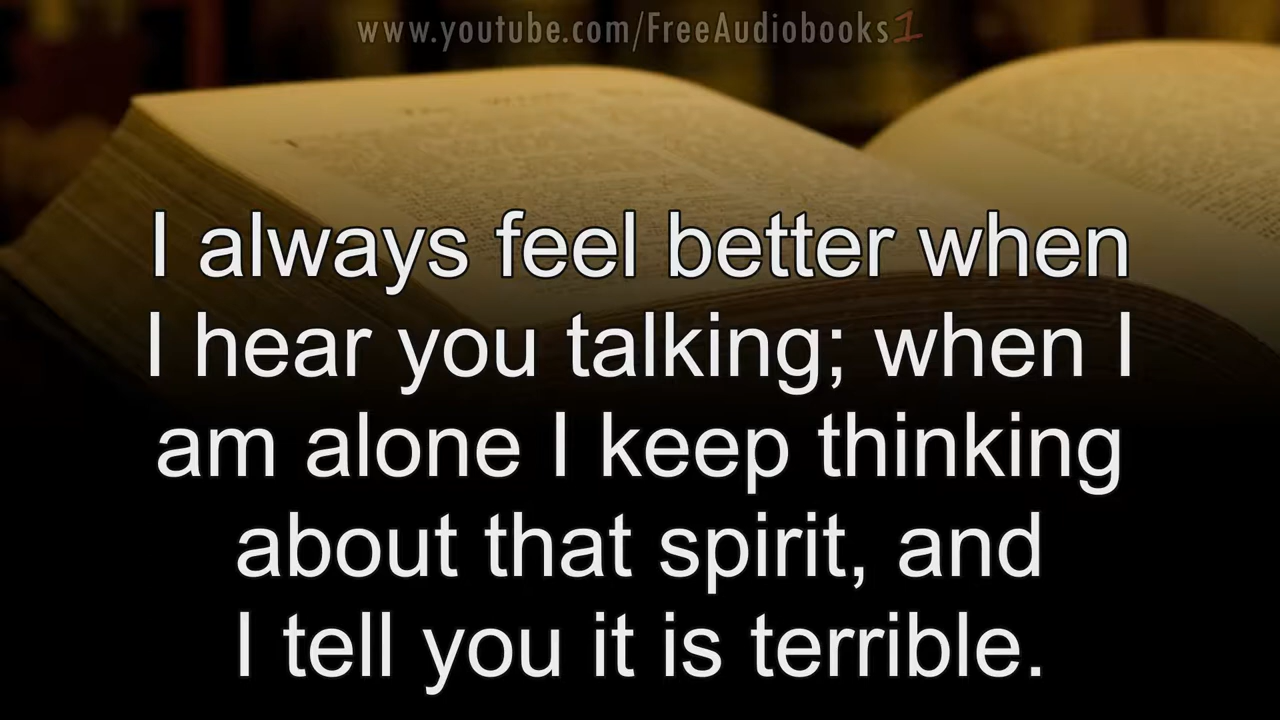 www.youtube.com/FreeAudiobooks1
I always feel better when
I hear you talking; when I
am alone I keep thinking
about that spirit, and
I tell you it is terrible.